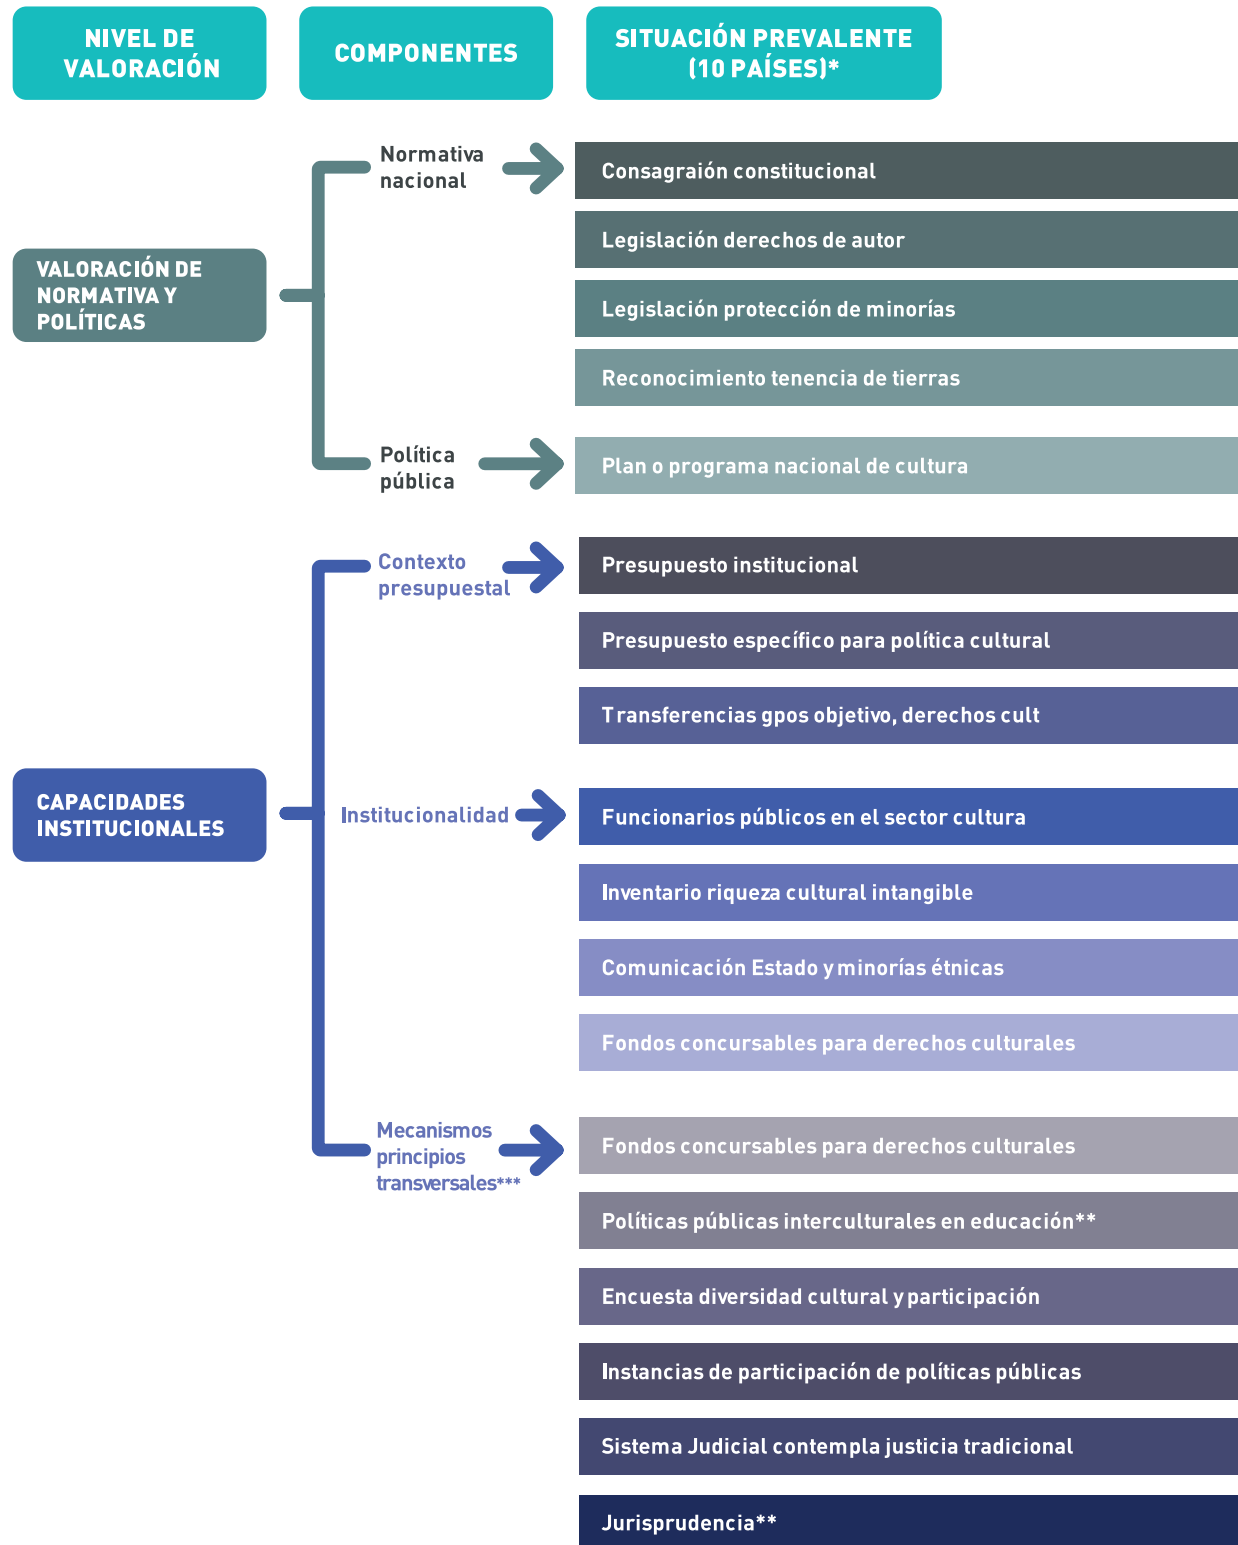 NIVEL DE
VALORACIÓN
COMPONENTES
SITUACIÓN PREVALENTE
(10 PAÍSES)*
VALORACIÓN DE
NORMATIVA Y
POLÍTICAS
Normativa
nacional
Consagraión constitucional
Legislación derechos de autor
Legislación protección de minorías
Reconocimiento tenencia de tierras
Política
pública
Plan o programa nacional de cultura
CAPACIDADES
INSTITUCIONALES
Contexto
presupuestal
Presupuesto institucional
Presupuesto específico para política cultural
Transferencias gpos objetivo, derechos cult
Institucionalidad
Funcionarios públicos en el sector cultura
Inventario riqueza cultural intangible
Comunicación Estado y minorías étnicas
Fondos concursables para derechos culturales
Mecanismos
principios
transversales***
Fondos concursables para derechos culturales
Políticas públicas interculturales en educación**
Encuesta diversidad cultural y participación
Instancias de participación de políticas públicas
Sistema Judicial contempla justicia tradicional
Jurisprudencia**